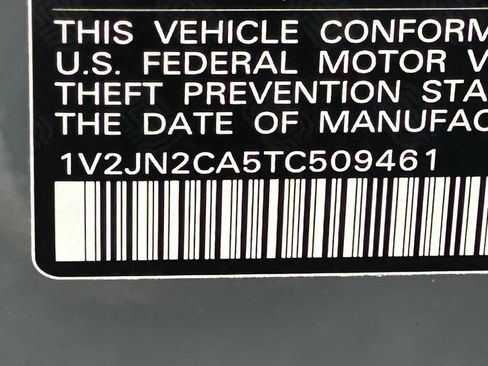 THIS VEHICLE CONFORM
U.S. FEDERAL MOTOR V
THEFT PREVENTION STA
THE DATE OF MANUFAC
1V2JN2CA5TC509461